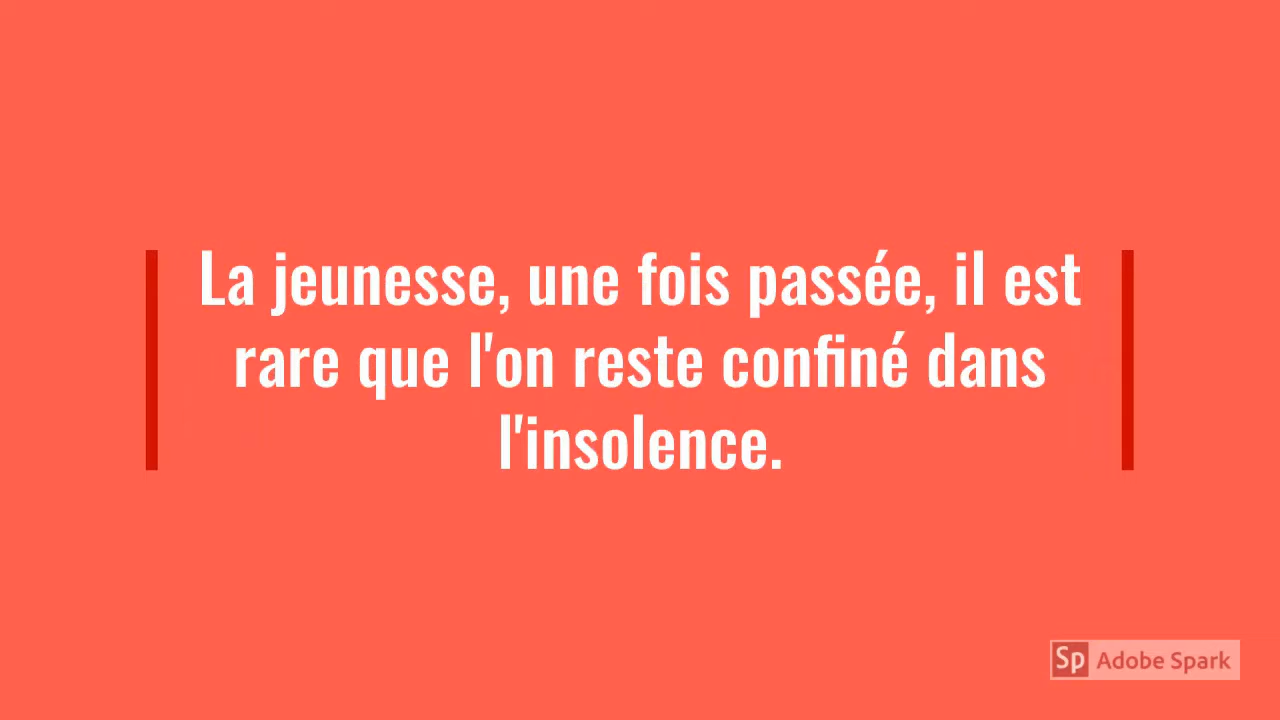 La jeunesse, une fois passée, il est
rare que l'on reste confiné dans
l'insolence.
Sp Adobe Spark